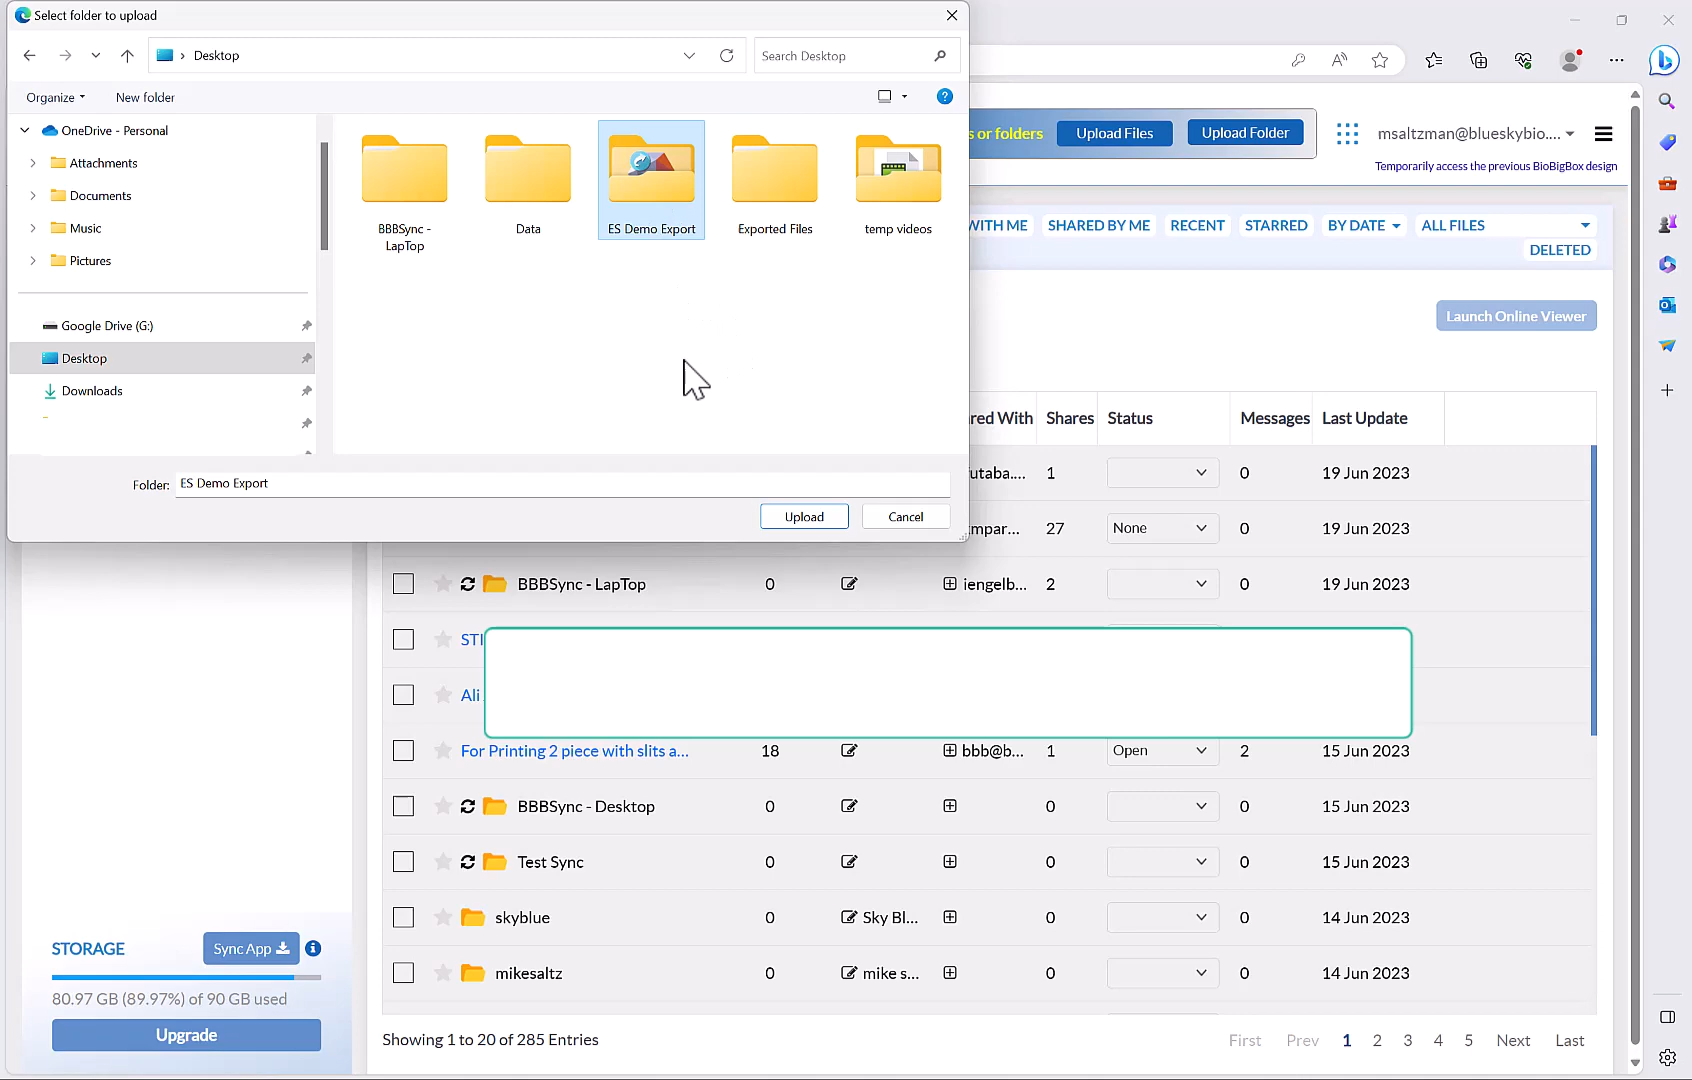 Select folder to upload
Desktop
Search Desktop
Organize
New folder
OneDrive - Personal
Attachments
Documents
Music
Pictures
Google Drive (G:)
Desktop
Downloads
BBBSync -
LapTop
Data
ES Demo Export
Exported Files
temp videos
Folder: ES Demo Export
Upload
Cancel
s or folders
Upload Files
Upload Folder
msaltzman@blueskybio....
Temporarily access the previous BioBigBox design
WITH ME
SHARED BY ME
RECENT
STARRED
BY DATE
ALL FILES
DELETED
Launch Online Viewer
red With Shares Status Messages Last Update
utaba.... 1 0 19 Jun 2023
mpar... 27 None 0 19 Jun 2023
BBBSync - LapTop 0 iengelb... 2 0 19 Jun 2023
STI
Ali
For Printing 2 piece with slits a... 18 bbb@b... 1 Open 2 15 Jun 2023
BBBSync - Desktop 0 0 0 15 Jun 2023
Test Sync 0 0 0 15 Jun 2023
skyblue 0 Sky Bl... 0 0 14 Jun 2023
mikesaltz 0 mike s... 0 0 14 Jun 2023
STORAGE
Sync App
80.97 GB (89.97%) of 90 GB used
Upgrade
Showing 1 to 20 of 285 Entries
First Prev 1 2 3 4 5 Next Last